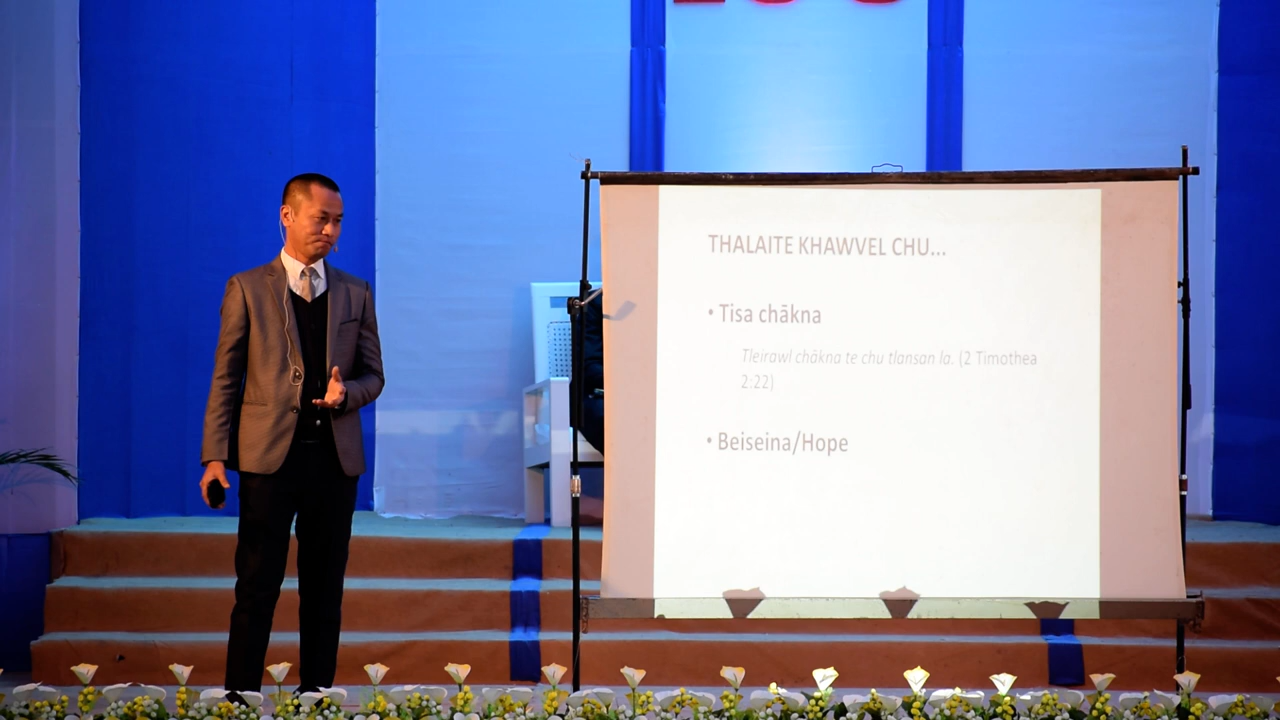 THALAITE KHAWVEL CHU...
• Tisa chākna
Tleirawl chākna te chu tlansan la. (2 Timothea
2:22)
• Beiseina/Hope